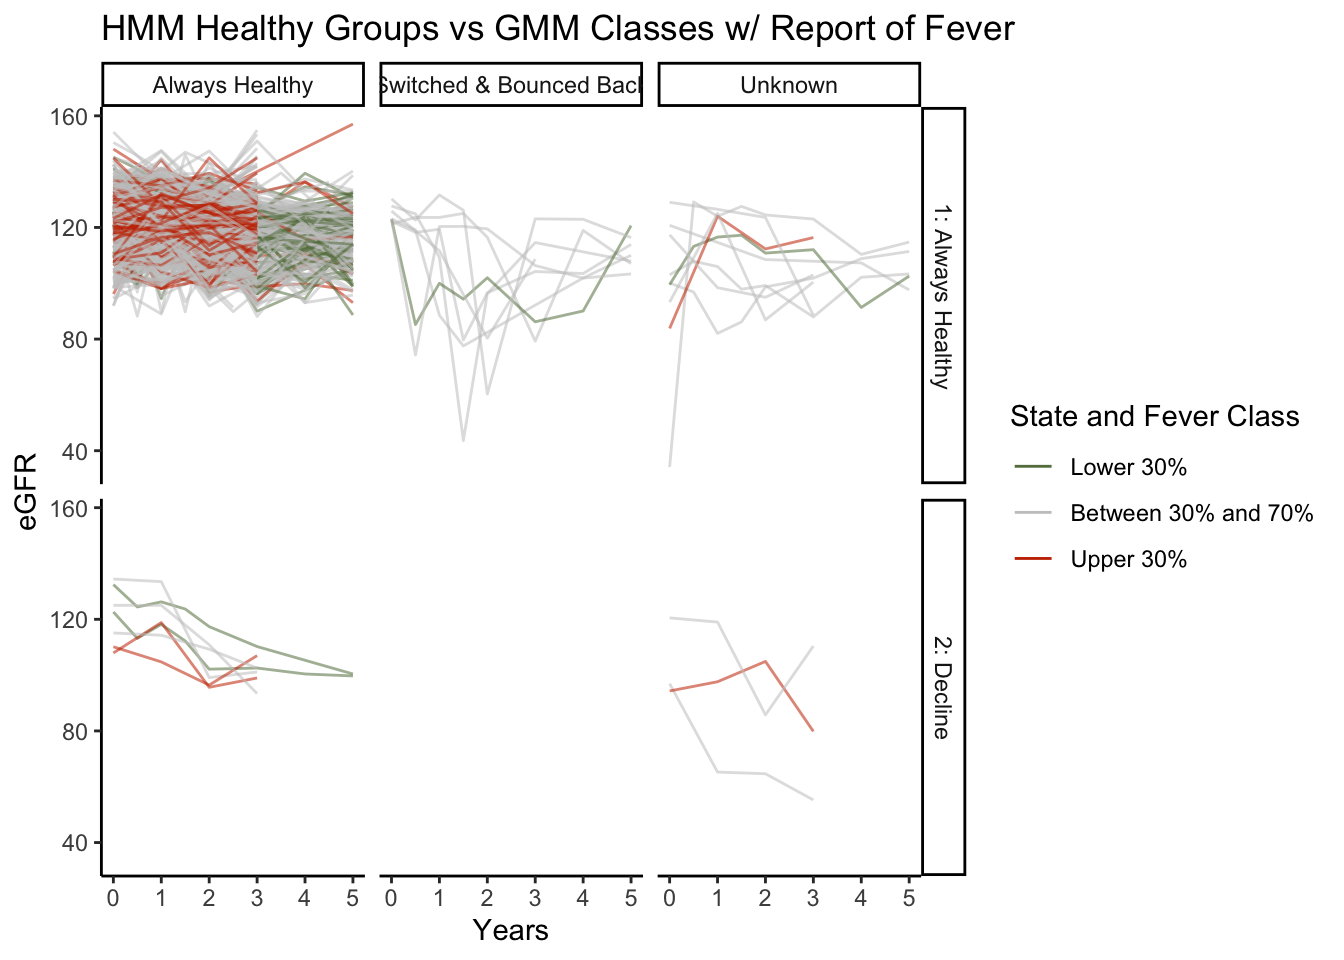 HMM Healthy Groups vs GMM Classes w/ Report of Fever
Always Healthy
Switched & Bounced Back
Unknown
160
120
80
40
1: Always Healthy
160
120
80
40
2: Decline
eGFR
0 1 2 3 4 5
0 1 2 3 4 5
0 1 2 3 4 5
Years
State and Fever Class
Lower 30%
Between 30% and 70%
Upper 30%